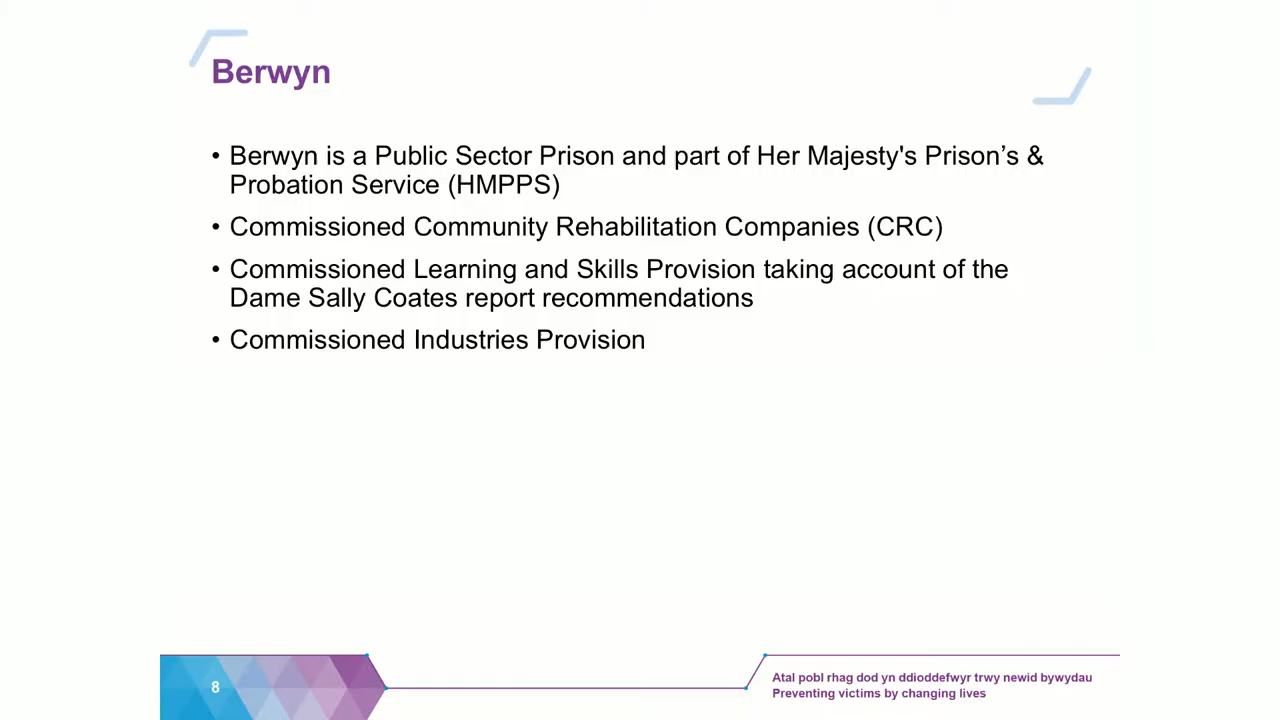 Berwyn
• Berwyn is a Public Sector Prison and part of Her Majesty's Prison’s &
Probation Service (HMPPS)
• Commissioned Community Rehabilitation Companies (CRC)
• Commissioned Learning and Skills Provision taking account of the
Dame Sally Coates report recommendations
• Commissioned Industries Provision
8
Atal pobl rhag dod yn ddioddefwyr trwy newid bywydau
Preventing victims by changing lives